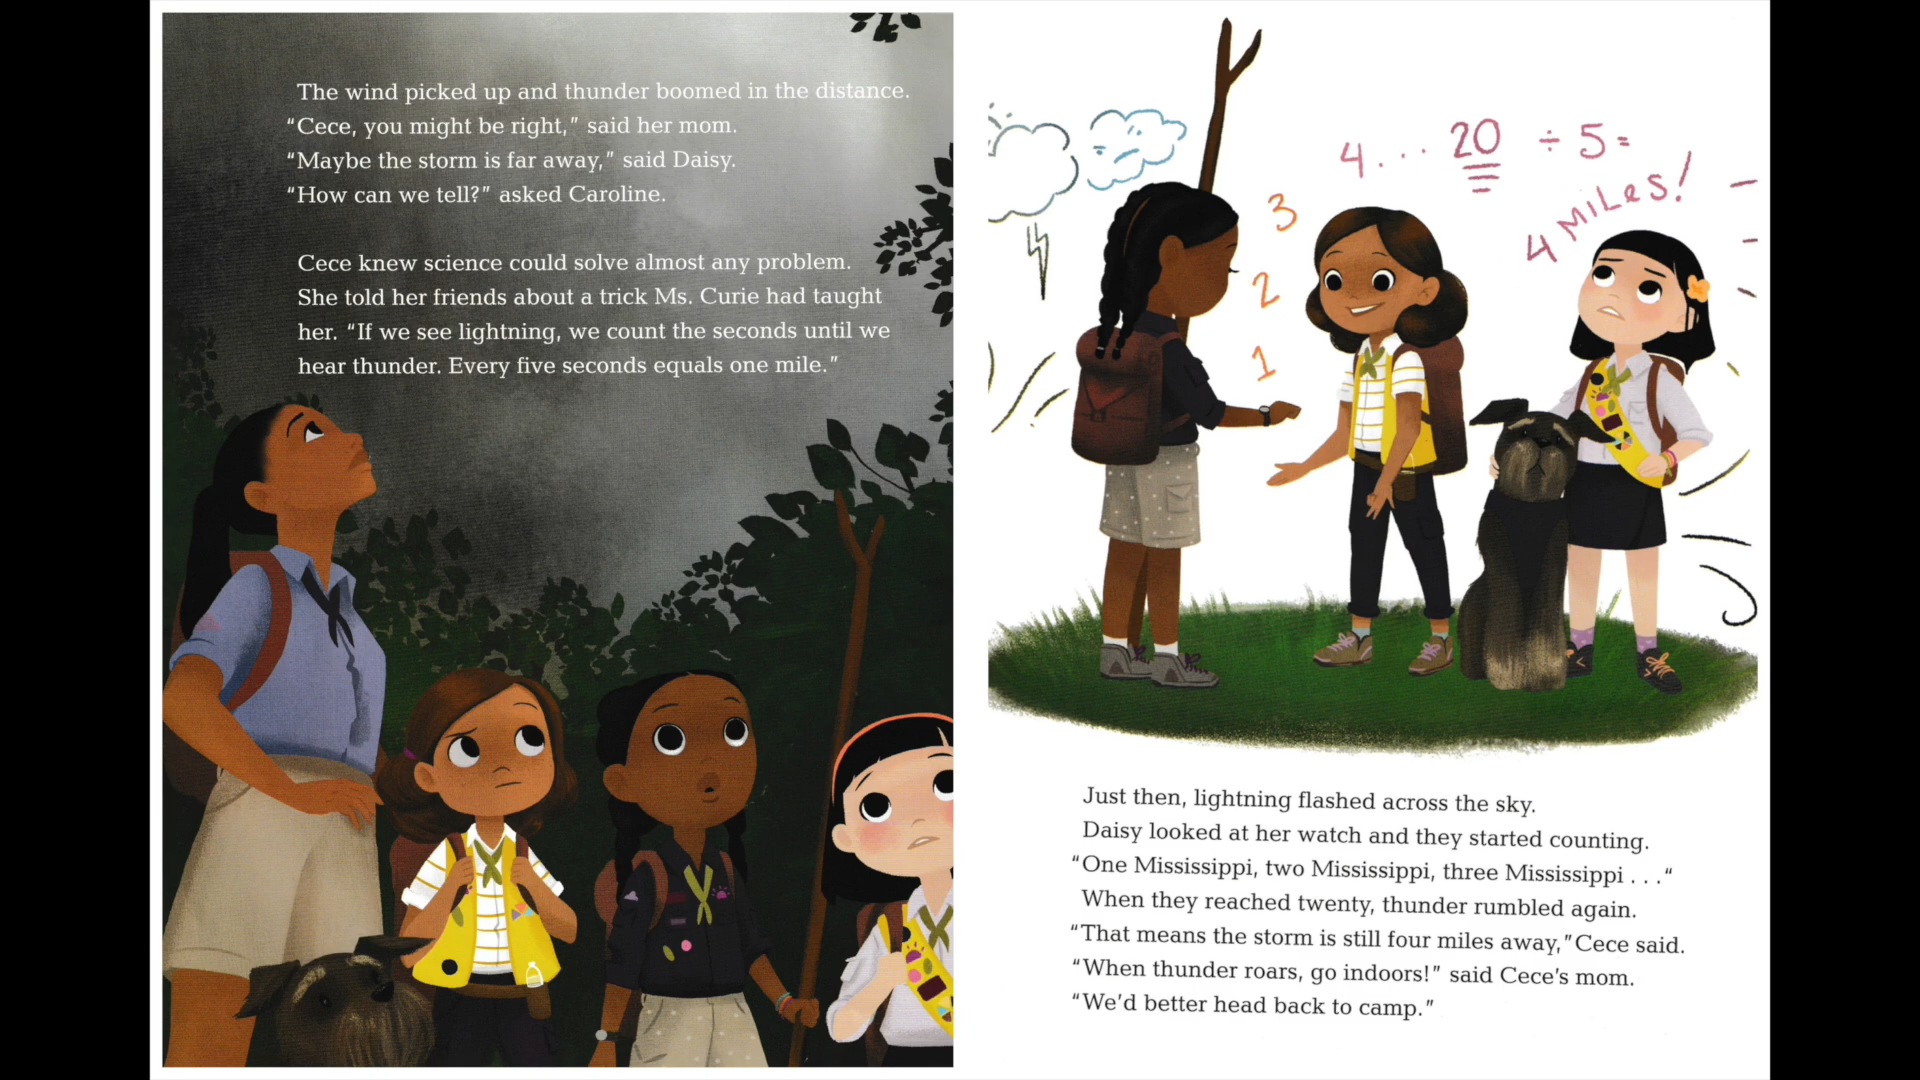 The wind picked up and thunder boomed in the distance.
“Cece, you might be right,” said her mom.
“Maybe the storm is far away,” said Daisy.
“How can we tell?” asked Caroline.
Cece knew science could solve almost any problem.
She told her friends about a trick Ms. Curie had taught
her. “If we see lightning, we count the seconds until we
hear thunder. Every five seconds equals one mile.”
4... 20 ÷ 5=
4 MiLes!
3
2
1
Just then, lightning flashed across the sky.
Daisy looked at her watch and they started counting.
“One Mississippi, two Mississippi, three Mississippi . . .“
When they reached twenty, thunder rumbled again.
“That means the storm is still four miles away,”Cece said.
“When thunder roars, go indoors!” said Cece’s mom.
“We’d better head back to camp.”